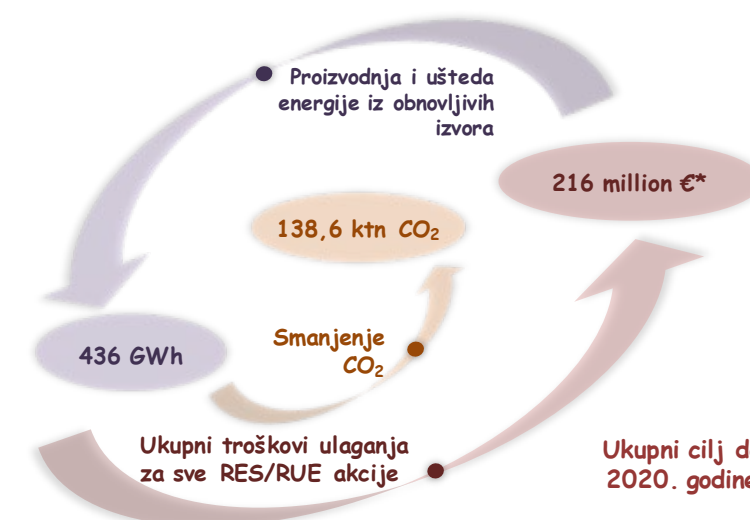 Proizvodnja i ušteda
energije iz obnovljivih
izvora
216 million €*
138,6 ktn CO₂
Smanjenje
CO₂
436 GWh
Ukupni troškovi ulaganja
za sve RES/RUE akcije
Ukupni cilj d
2020. godine